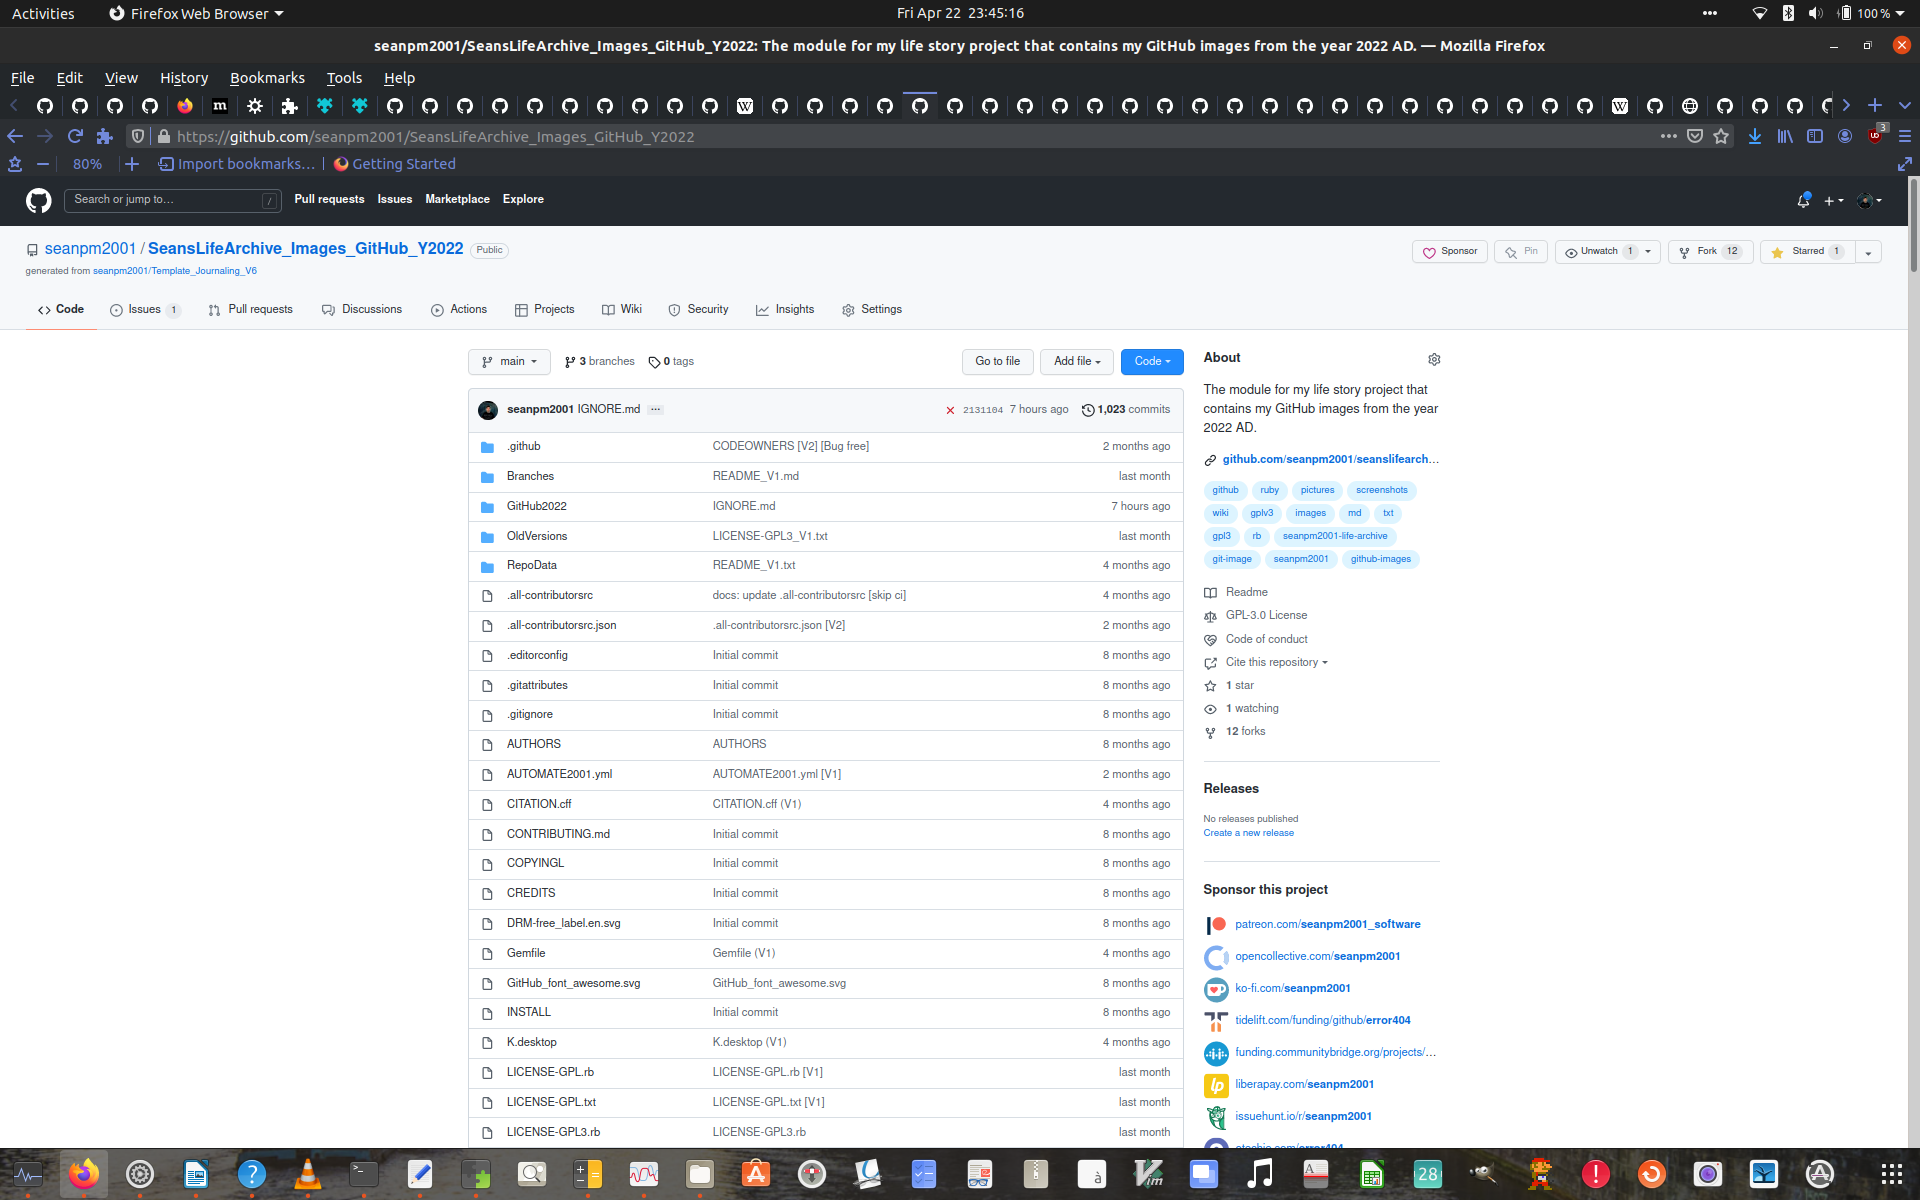 Activities Firefox Web Browser Fri Apr 22 23:45:16 100 %
seanpm2001/SeansLifeArchive_Images_GitHub_Y2022: The module for my life story project that contains my GitHub images from the year 2022 AD. — Mozilla Firefox
File Edit View History Bookmarks Tools Help
https://github.com/seanpm2001/SeansLifeArchive_Images_GitHub_Y2022 3
80% Import bookmarks... Getting Started
Search or jump to... / Pull requests Issues Marketplace Explore
seanpm2001 / SeansLifeArchive_Images_GitHub_Y2022 Public Sponsor Pin Unwatch 1 Fork 12 Starred 1
generated from seanpm2001/Template_Journaling_V6
Code Issues 1 Pull requests Discussions Actions Projects Wiki Security Insights Settings
main 3 branches 0 tags Go to file Add file Code
seanpm2001 IGNORE.md ... 2131104 7 hours ago 1,023 commits
.github CODEOWNERS [V2] [Bug free] 2 months ago
Branches README_V1.md last month
GitHub2022 IGNORE.md 7 hours ago
OldVersions LICENSE-GPL3_V1.txt last month
RepoData README_V1.txt 4 months ago
.all-contributorsrc docs: update .all-contributorsrc [skip ci] 4 months ago
.all-contributorsrc.json .all-contributorsrc.json [V2] 2 months ago
.editorconfig Initial commit 8 months ago
.gitattributes Initial commit 8 months ago
.gitignore Initial commit 8 months ago
AUTHORS AUTHORS 8 months ago
AUTOMATE2001.yml AUTOMATE2001.yml [V1] 2 months ago
CITATION.cff CITATION.cff (V1) 4 months ago
CONTRIBUTING.md Initial commit 8 months ago
COPYINGL Initial commit 8 months ago
CREDITS Initial commit 8 months ago
DRM-free_label.en.svg Initial commit 8 months ago
Gemfile Gemfile (V1) 4 months ago
GitHub_font_awesome.svg GitHub_font_awesome.svg 8 months ago
INSTALL Initial commit 8 months ago
K.desktop K.desktop (V1) 4 months ago
LICENSE-GPL.rb LICENSE-GPL.rb [V1] last month
LICENSE-GPL.txt LICENSE-GPL.txt [V1] last month
LICENSE-GPL3.rb LICENSE-GPL3.rb last month
About
The module for my life story project that
contains my GitHub images from the year
2022 AD.
github.com/seanpm2001/seanslifearch...
github ruby pictures screenshots
wiki gplv3 images md txt
gpl3 rb seanpm2001-life-archive
git-image seanpm2001 github-images
Readme
GPL-3.0 License
Code of conduct
Cite this repository
1 star
1 watching
12 forks
Releases
No releases published
Create a new release
Sponsor this project
patreon.com/seanpm2001_software
opencollective.com/seanpm2001
ko-fi.com/seanpm2001
tidelift.com/funding/github/error404
funding.communitybridge.org/projects/...
liberapay.com/seanpm2001
issuehunt.io/r/seanpm2001
otechie.com/error404
28